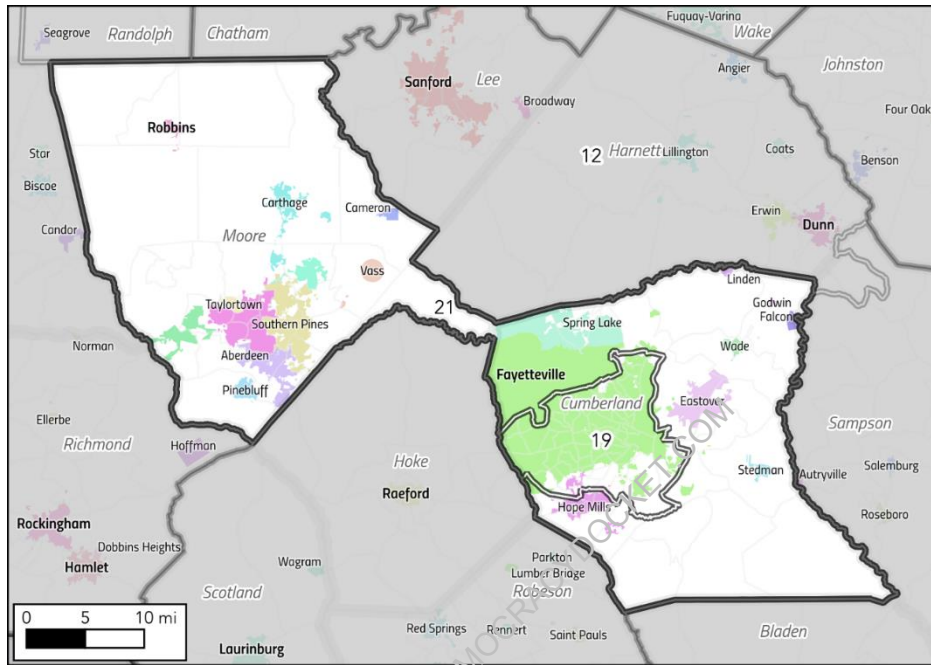 Fuquay-Varina
Seagrove
Randolph
Chatham
Wake
Johnston
Angier
Sanford
Lee
Broadway
Four Oak
Robbins
12
Harnett
Lillington
Coats
Benson
Star
Biscoe
Carthage
Cameron
Erwin
Dunn
Candor
Moore
Vass
Linden
Taylortown
21
Godwin
Falcon
Southern Pines
Spring Lake
Norman
Wade
Aberdeen
Fayetteville
Pinebluff
Cumberland
Eastover
Ellerbe
Richmond
Hoffman
19
Sampson
Hoke
Stedman
Autryville
Salemburg
Raeford
Hope Mills
Roseboro
Rockingham
Dobbins Heights
Hamlet
Wagram
Parkton
Lumber Bridge
Scotland
Robeson
0 5 10 mi
Red Springs
Rennert
Saint Pauls
Bladen
Laurinburg
MOCRACYDOCKET.COM